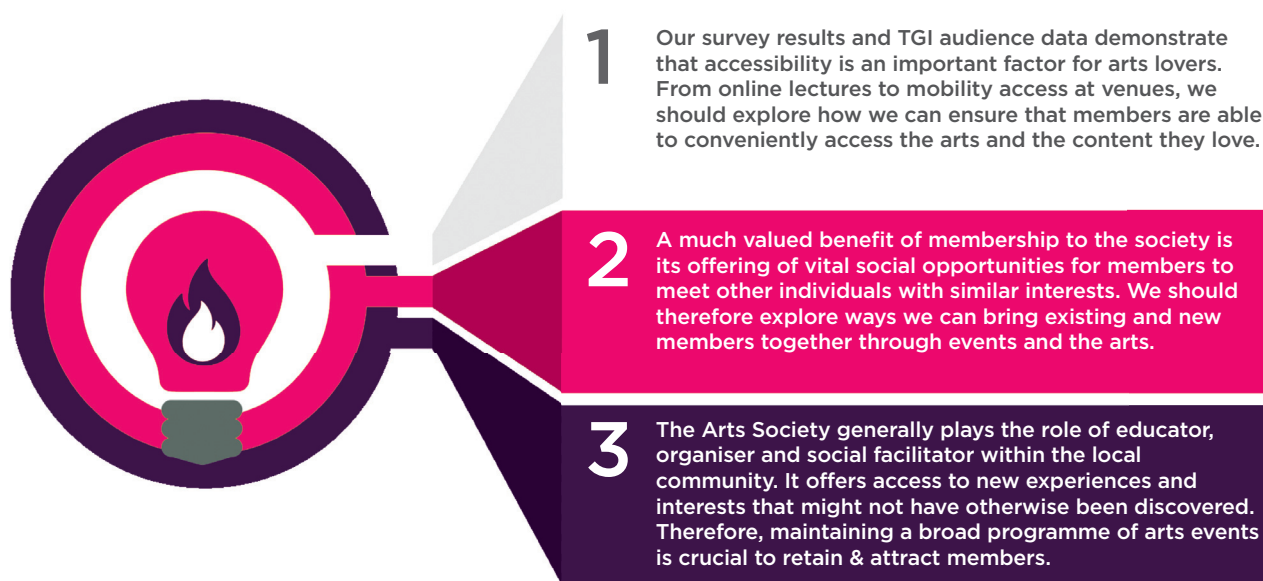 1
Our survey results and TGI audience data demonstrate
that accessibility is an important factor for arts lovers.
From online lectures to mobility access at venues, we
should explore how we can ensure that members are able
to conveniently access the arts and the content they love.
2
A much valued benefit of membership to the society is
its offering of vital social opportunities for members to
meet other individuals with similar interests. We should
therefore explore ways we can bring existing and new
members together through events and the arts.
3
The Arts Society generally plays the role of educator,
organiser and social facilitator within the local
community. It offers access to new experiences and
interests that might not have otherwise been discovered.
Therefore, maintaining a broad programme of arts events
is crucial to retain & attract members.